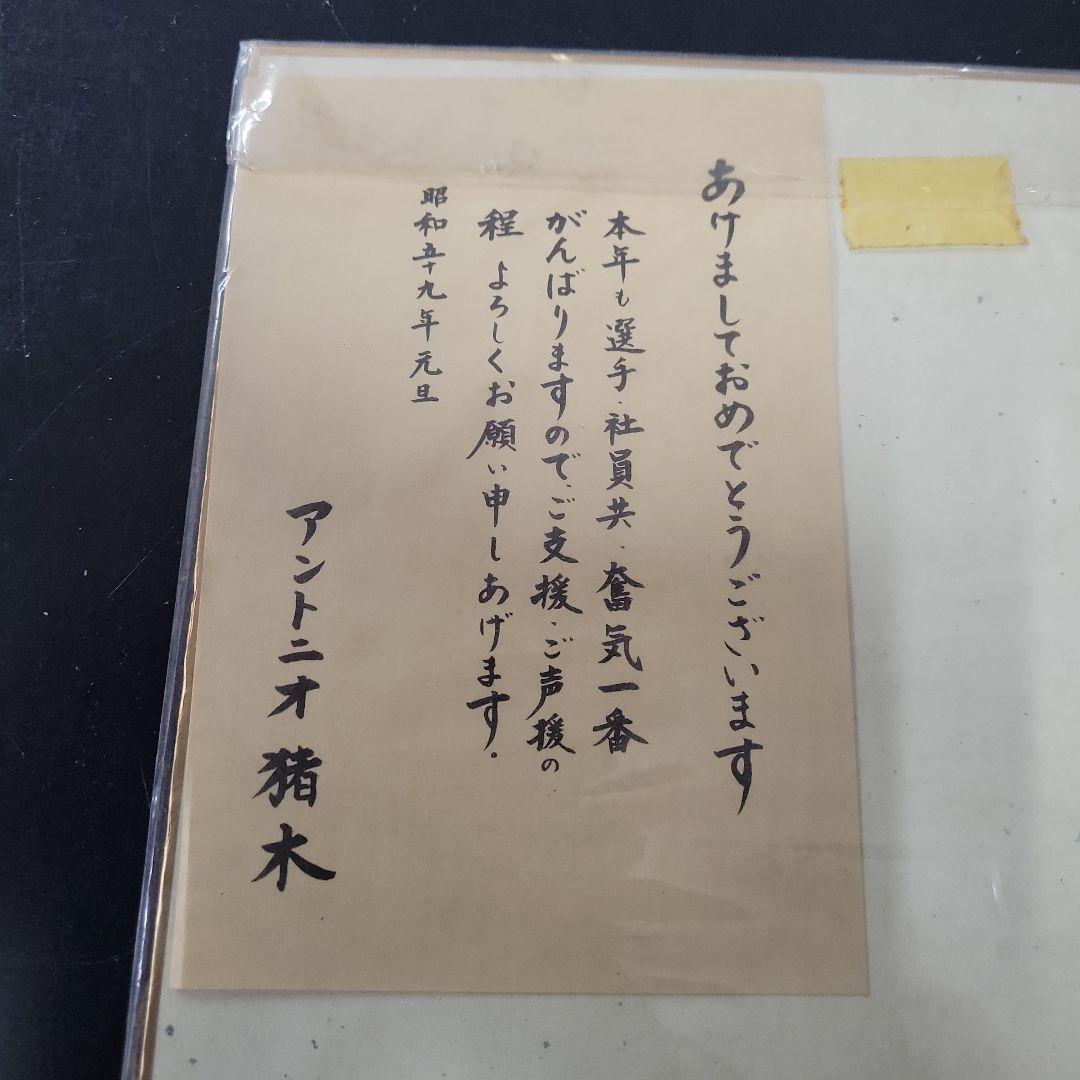 あけましておめでとうございます
本年も選手・社員共、奮気一番
がんばりますので、ご支援・ご声援の
程 よろしくお願い申しあげます。
昭和五十九年元旦
アントニオ猪木